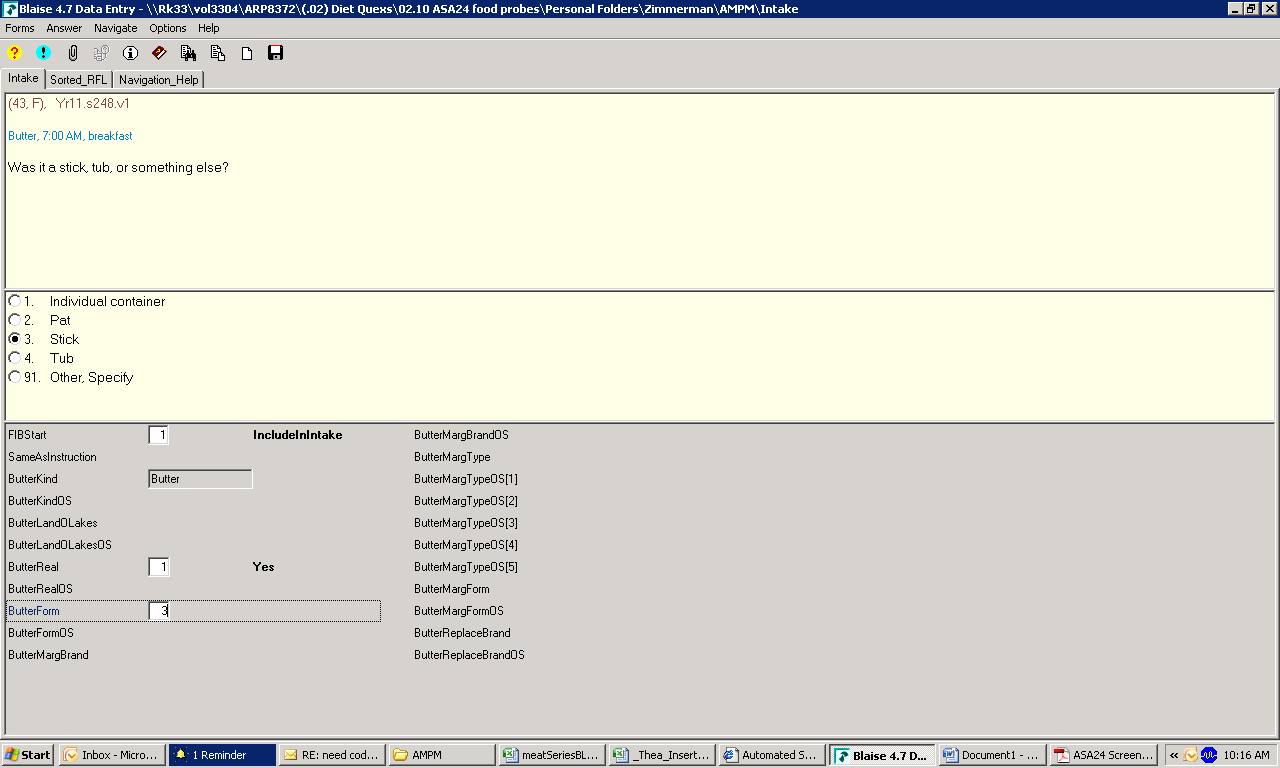 Blaise 4.7 Data Entry - \\Rk33\vol3304\ARP8372\(.02) Diet Quexs\02.10 ASA24 food probes\Personal Folders\Zimmerman\AMPM\Intake
Forms Answer Navigate Options Help
Intake Sorted_RFL Navigation_Help
(43, F), Yr11.s248.v1
Butter, 7:00 AM, breakfast
Was it a stick, tub, or something else?
1. Individual container
2. Pat
3. Stick
4. Tub
91. Other, Specify
FIBStart 1 IncludeInIntake ButterMargBrandOS
SameAsInstruction ButterMargType
ButterKind Butter ButterMargTypeOS[1]
ButterKindOS ButterMargTypeOS[2]
ButterLandOLakes ButterMargTypeOS[3]
ButterLandOLakesOS ButterMargTypeOS[4]
ButterReal 1 Yes ButterMargTypeOS[5]
ButterRealOS ButterMargForm
ButterForm 3 ButterMargFormOS
ButterFormOS ButterReplaceBrand
ButterMargBrand ButterReplaceBrandOS
Start Inbox - Micro... 1 Reminder RE: need cod... AMPM meatSeriesBL... _Thea_Insert... Automated S... Blaise 4.7 D... Document1 - ... ASA24 Screen... « 10:16 AM